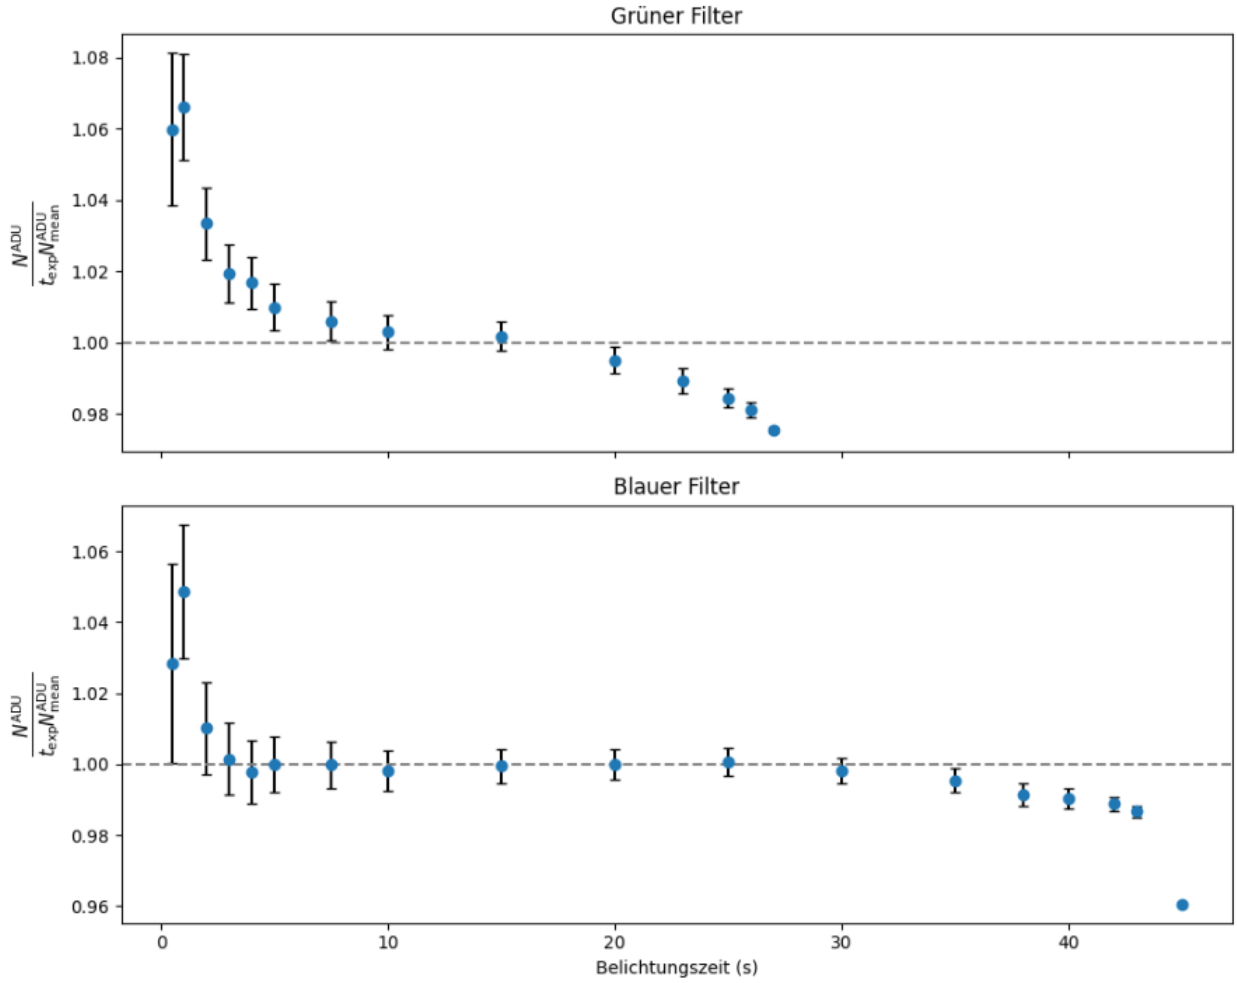 Grüner Filter
1.08
1.06
1.04
1.02
1.00
0.98
N^ADU
t_exp N_mean^ADU
Blauer Filter
1.06
1.04
1.02
1.00
0.98
0.96
N^ADU
t_exp N_mean^ADU
0 10 20 30 40
Belichtungszeit (s)